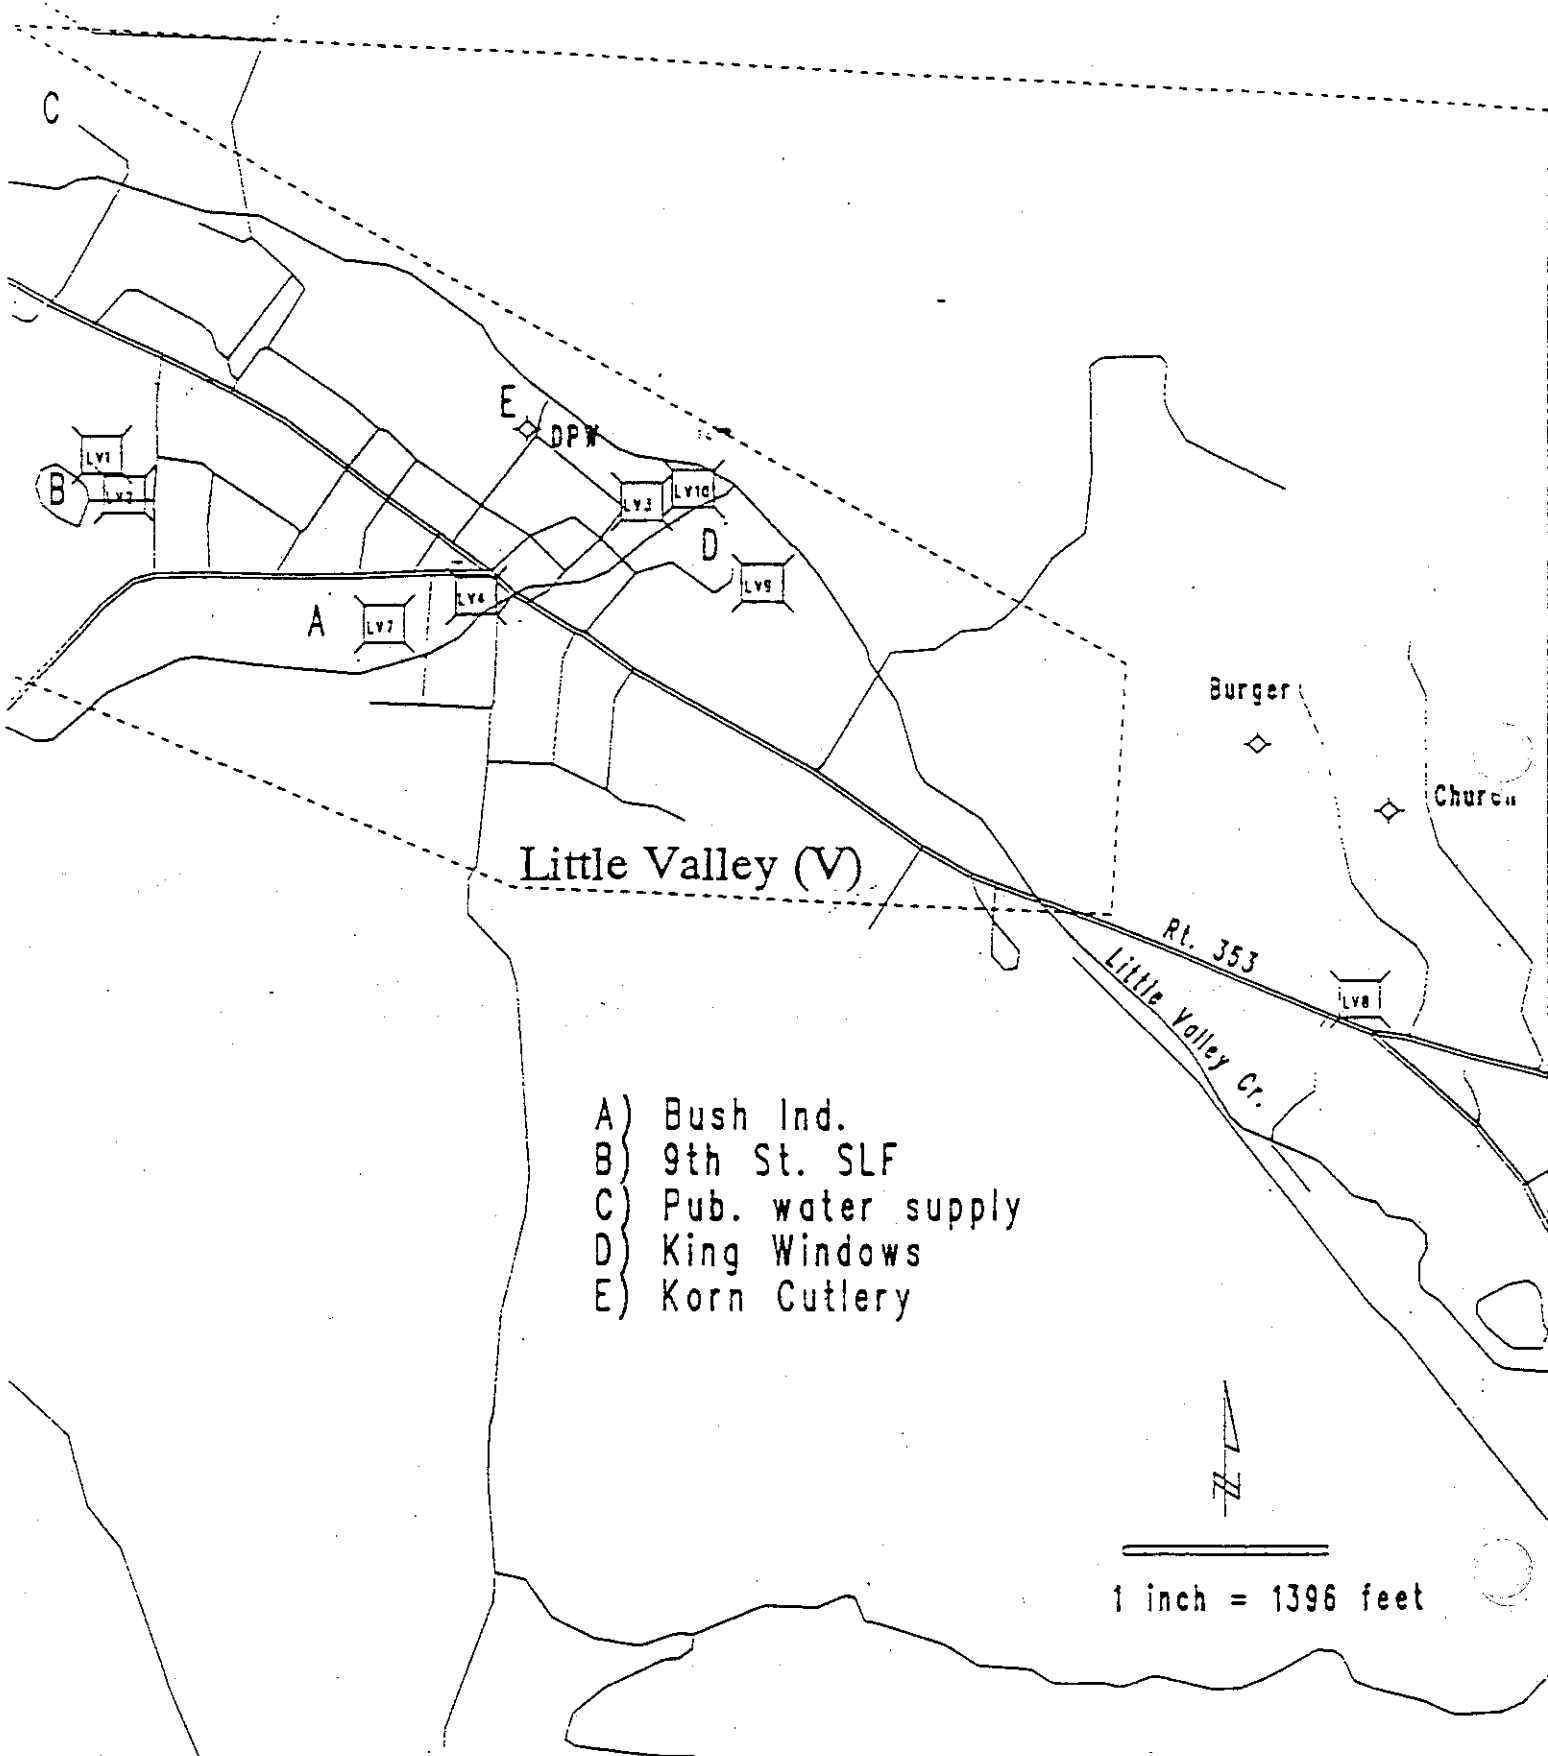 C
E
DPW
LV1
B
LV2
LV3
LV10
D
LV9
LV4
A
LV7
Burger
Church
Little Valley (V)
Rt. 353
LV8
Little Valley Cr.
A) Bush Ind.
B) 9th St. SLF
C) Pub. water supply
D) King Windows
E) Korn Cutlery
N
1 inch = 1396 feet